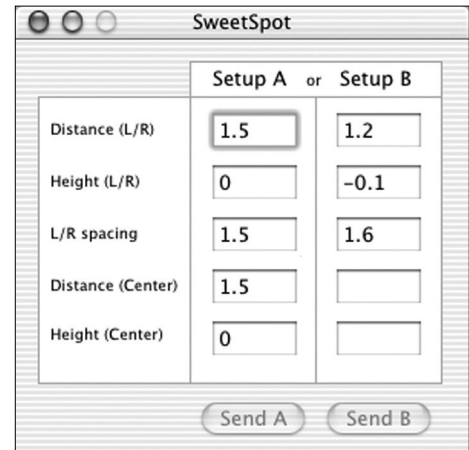 SweetSpot
Setup A or Setup B
Distance (L/R) 1.5 1.2
Height (L/R) 0 -0.1
L/R spacing 1.5 1.6
Distance (Center) 1.5
Height (Center) 0
Send A Send B